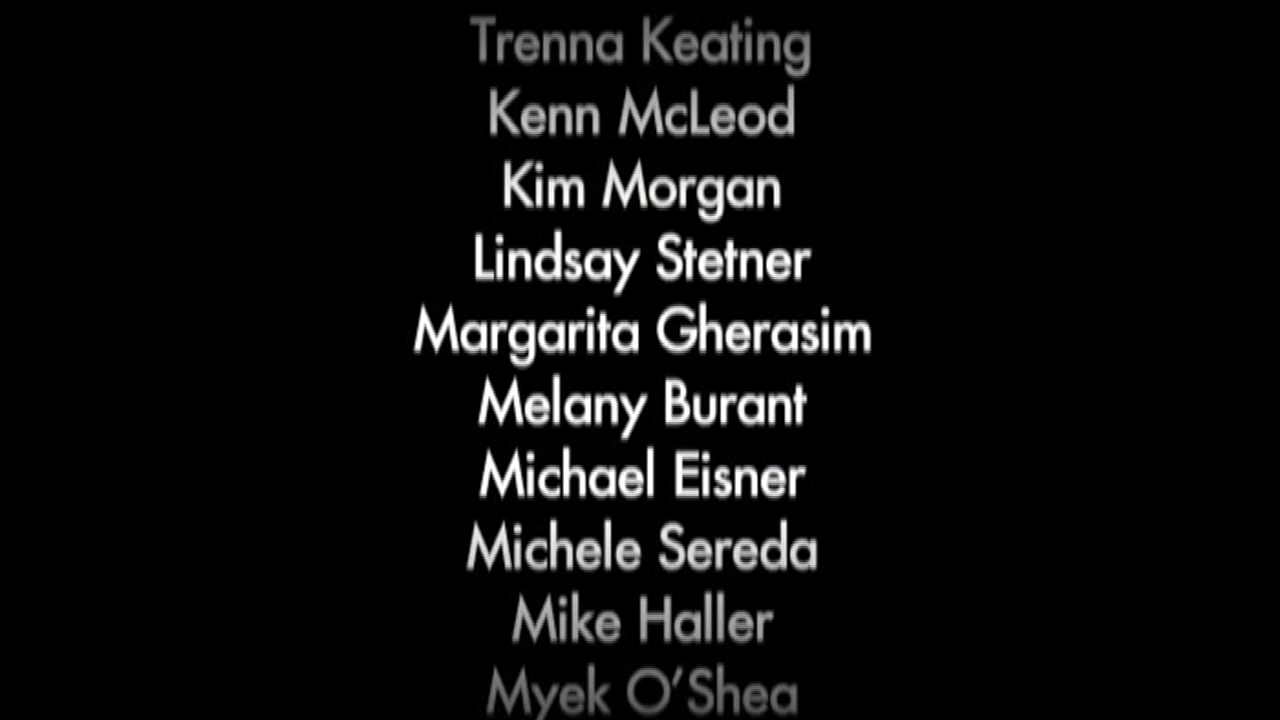 Trenna Keating
Kenn McLeod
Kim Morgan
Lindsay Stetner
Margarita Gherasim
Melany Burant
Michael Eisner
Michele Sereda
Mike Haller
Myek O'Shea